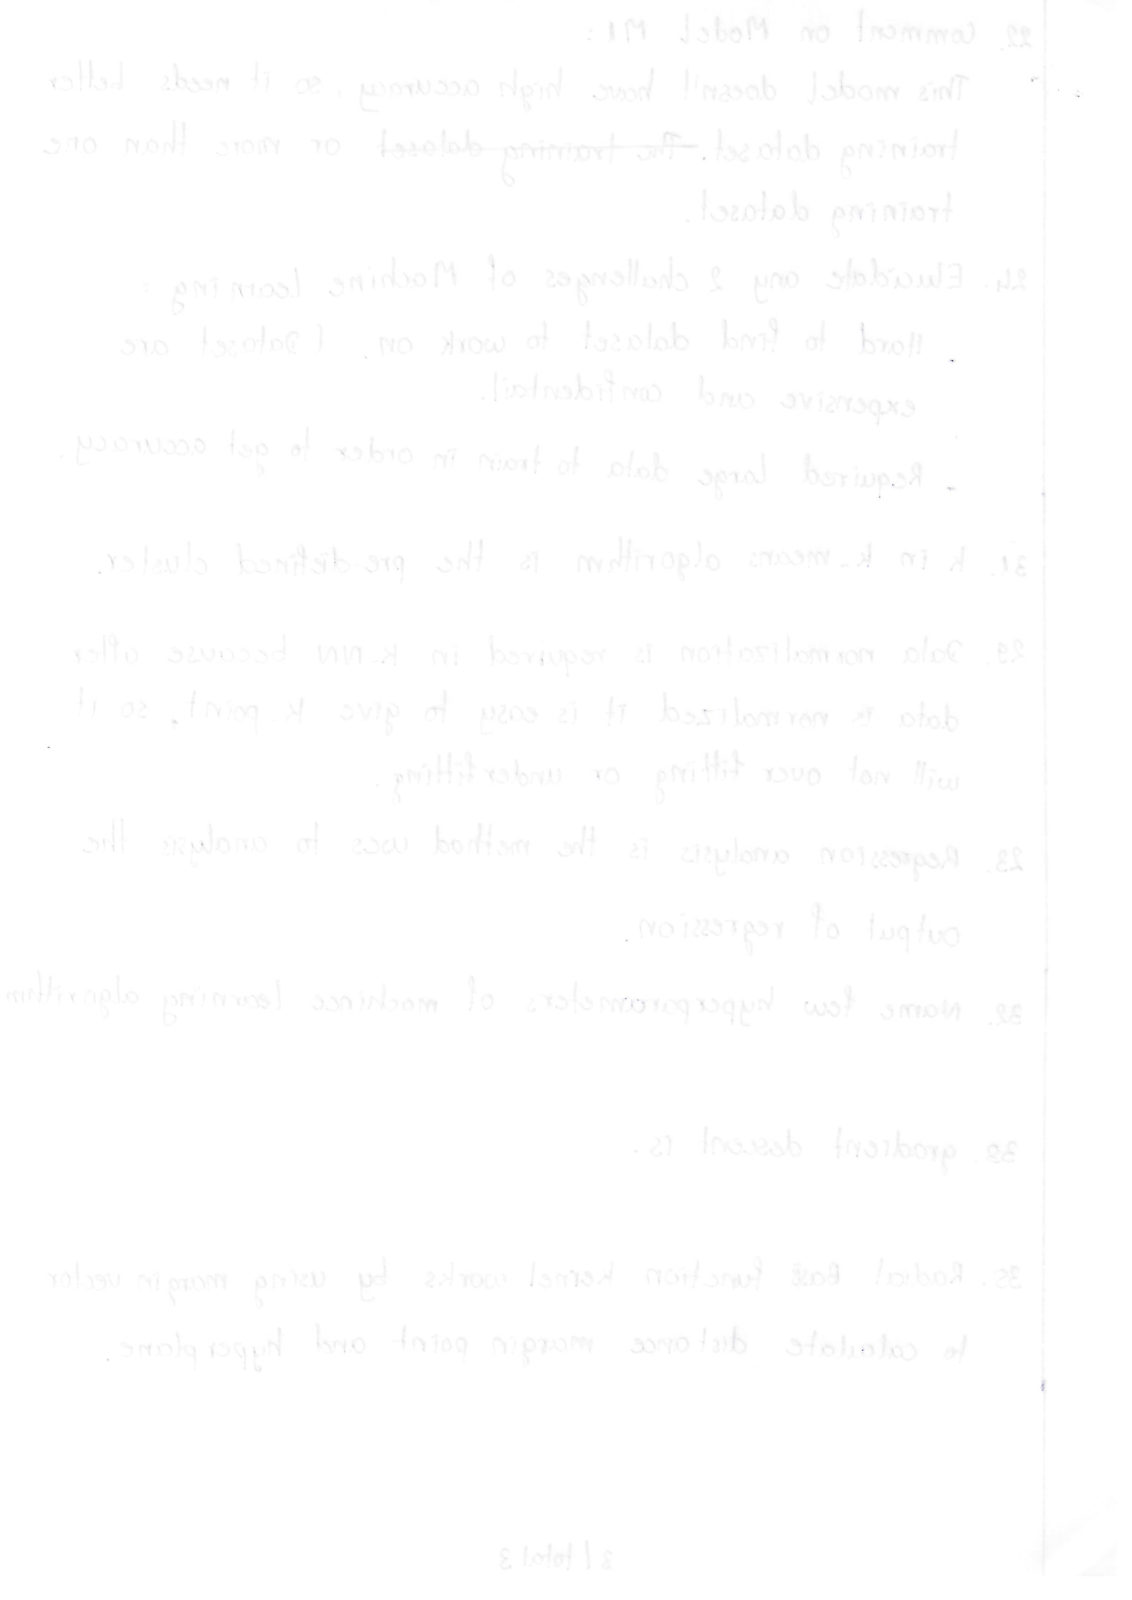 22. Comment on Model M1:
This model doesn't have high accuracy, so it needs better
training dataset. The training dataset or more than one
training dataset.
24. Elucidate any 2 challenges of Machine learning:
- Hard to find dataset to work on. (Dataset are
expensive and confidentail.
- Required large data to train in order to get accuracy.
31. k in k-means algorithm is the pre-defined cluster.
29. Data normalization is required in K-NN because after
data is normalized it is easy to give k point, so it
will not over fitting or underfitting.
23. Regression analysis is the method uses to analysis the
output of regression.
32. Name few hyperparameters of machince learning algorithm
gradient descent is.
35. Radial function kernel works by using margin vector
to calculate distance margin point and hyperplane.
3 / total 3